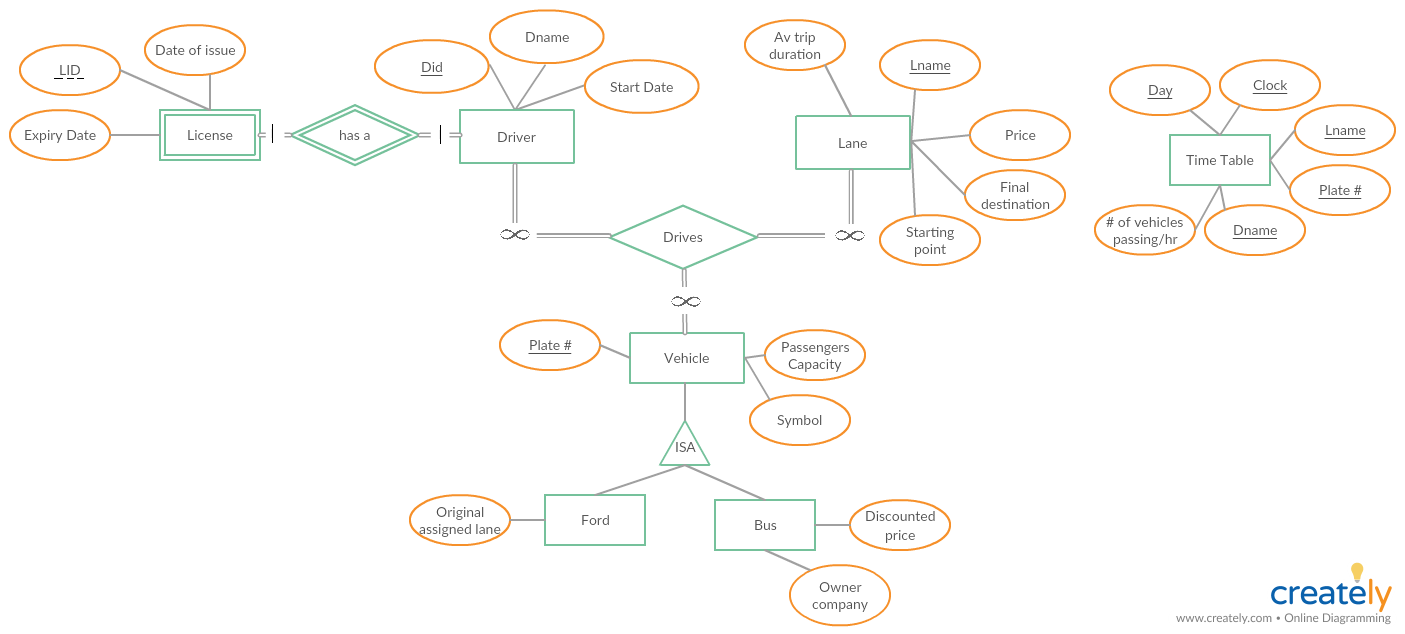 LID
Date of issue
Expiry Date
License
has a
Did
Dname
Start Date
Driver
Av trip
duration
Lname
Price
Final
destination
Starting
point
Lane
Day
Clock
Lname
Plate #
Dname
# of vehicles
passing/hr
Time Table
Drives
∞
∞
∞
Plate #
Vehicle
Passengers
Capacity
Symbol
ISA
Original
assigned lane
Ford
Bus
Discounted
price
Owner
company
creately
www.creately.com • Online Diagramming